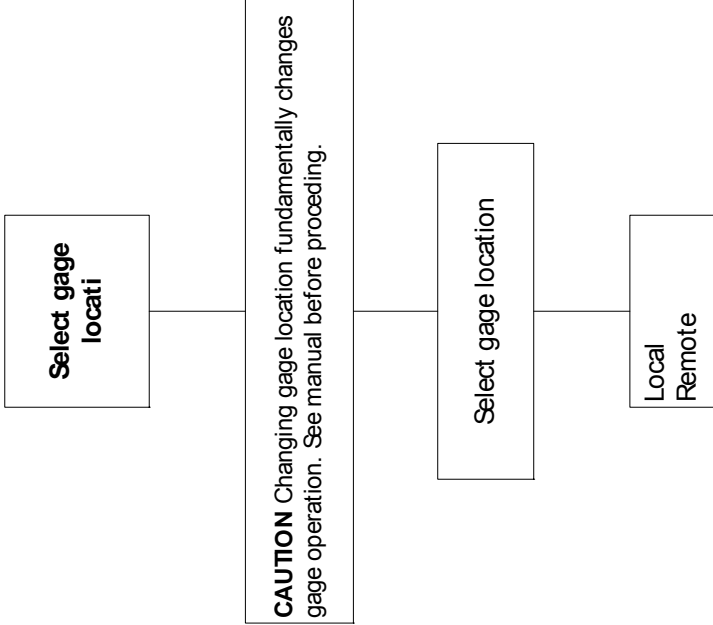 Select gage
locati
CAUTION Changing gage location fundamentally changes
gage operation. See manual before proceding.
Select gage location
Local
Remote